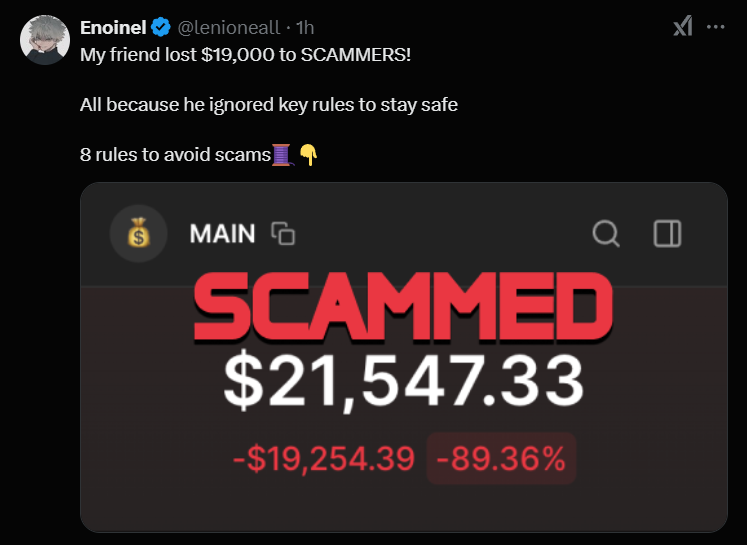 Enoinel @lenioneall · 1h
My friend lost $19,000 to SCAMMERS!
All because he ignored key rules to stay safe
8 rules to avoid scams🧵👇
MAIN
SCAMMED
$21,547.33
-$19,254.39 -89.36%